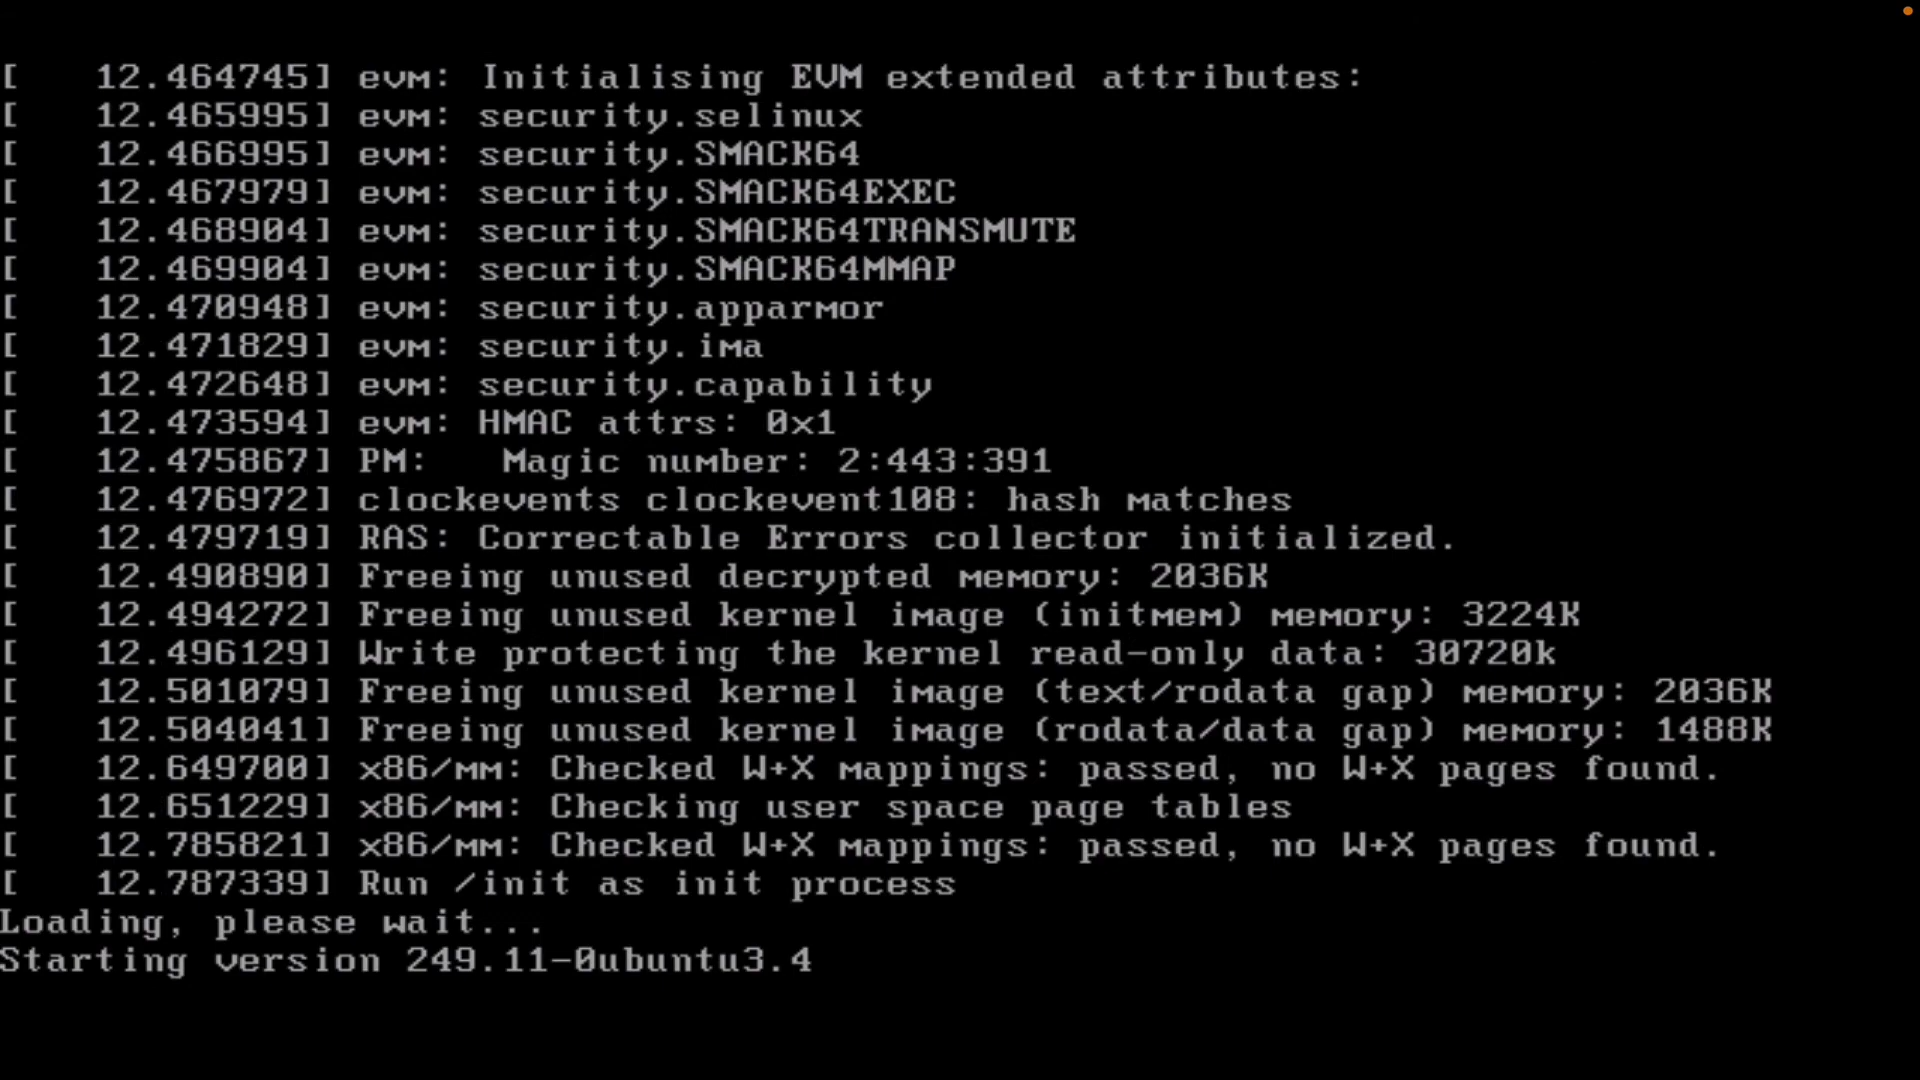 [   12.464745] evm: Initialising EVM extended attributes:
[   12.465995] evm: security.selinux
[   12.466995] evm: security.SMACK64
[   12.467979] evm: security.SMACK64EXEC
[   12.468904] evm: security.SMACK64TRANSMUTE
[   12.469904] evm: security.SMACK64MMAP
[   12.470948] evm: security.apparmor
[   12.471829] evm: security.ima
[   12.472648] evm: security.capability
[   12.473594] evm: HMAC attrs: 0x1
[   12.475867] PM:   Magic number: 2:443:391
[   12.476972] clockevents clockevent108: hash matches
[   12.479719] RAS: Correctable Errors collector initialized.
[   12.490890] Freeing unused decrypted memory: 2036K
[   12.494272] Freeing unused kernel image (initmem) memory: 3224K
[   12.496129] Write protecting the kernel read-only data: 30720k
[   12.501079] Freeing unused kernel image (text/rodata gap) memory: 2036K
[   12.504041] Freeing unused kernel image (rodata/data gap) memory: 1488K
[   12.649700] x86/mm: Checked W+X mappings: passed, no W+X pages found.
[   12.651229] x86/mm: Checking user space page tables
[   12.785821] x86/mm: Checked W+X mappings: passed, no W+X pages found.
[   12.787339] Run /init as init process
Loading, please wait...
Starting version 249.11-0ubuntu3.4